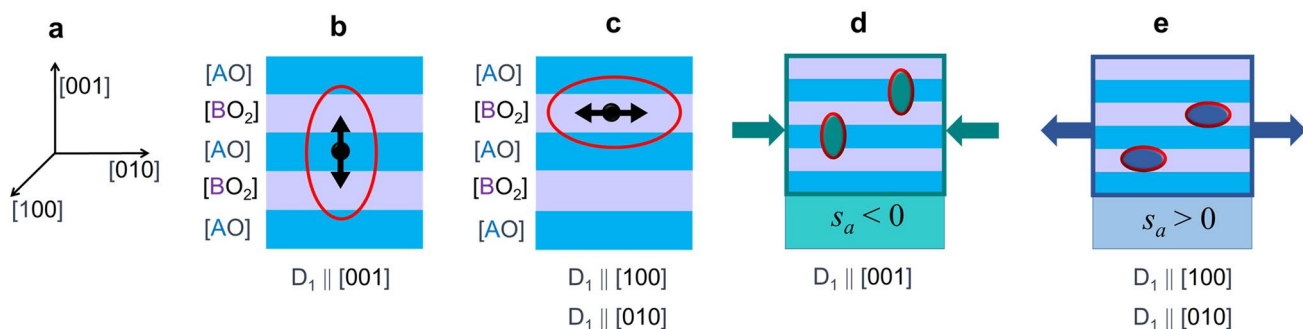 a
[001]
[010]
[100]
b
[AO]
[BO₂]
[AO]
[BO₂]
[AO]
D₁ || [001]
c
[AO]
[BO₂]
[AO]
[BO₂]
[AO]
D₁ || [100]
D₁ || [010]
d
sₐ < 0
D₁ || [001]
e
sₐ > 0
D₁ || [100]
D₁ || [010]